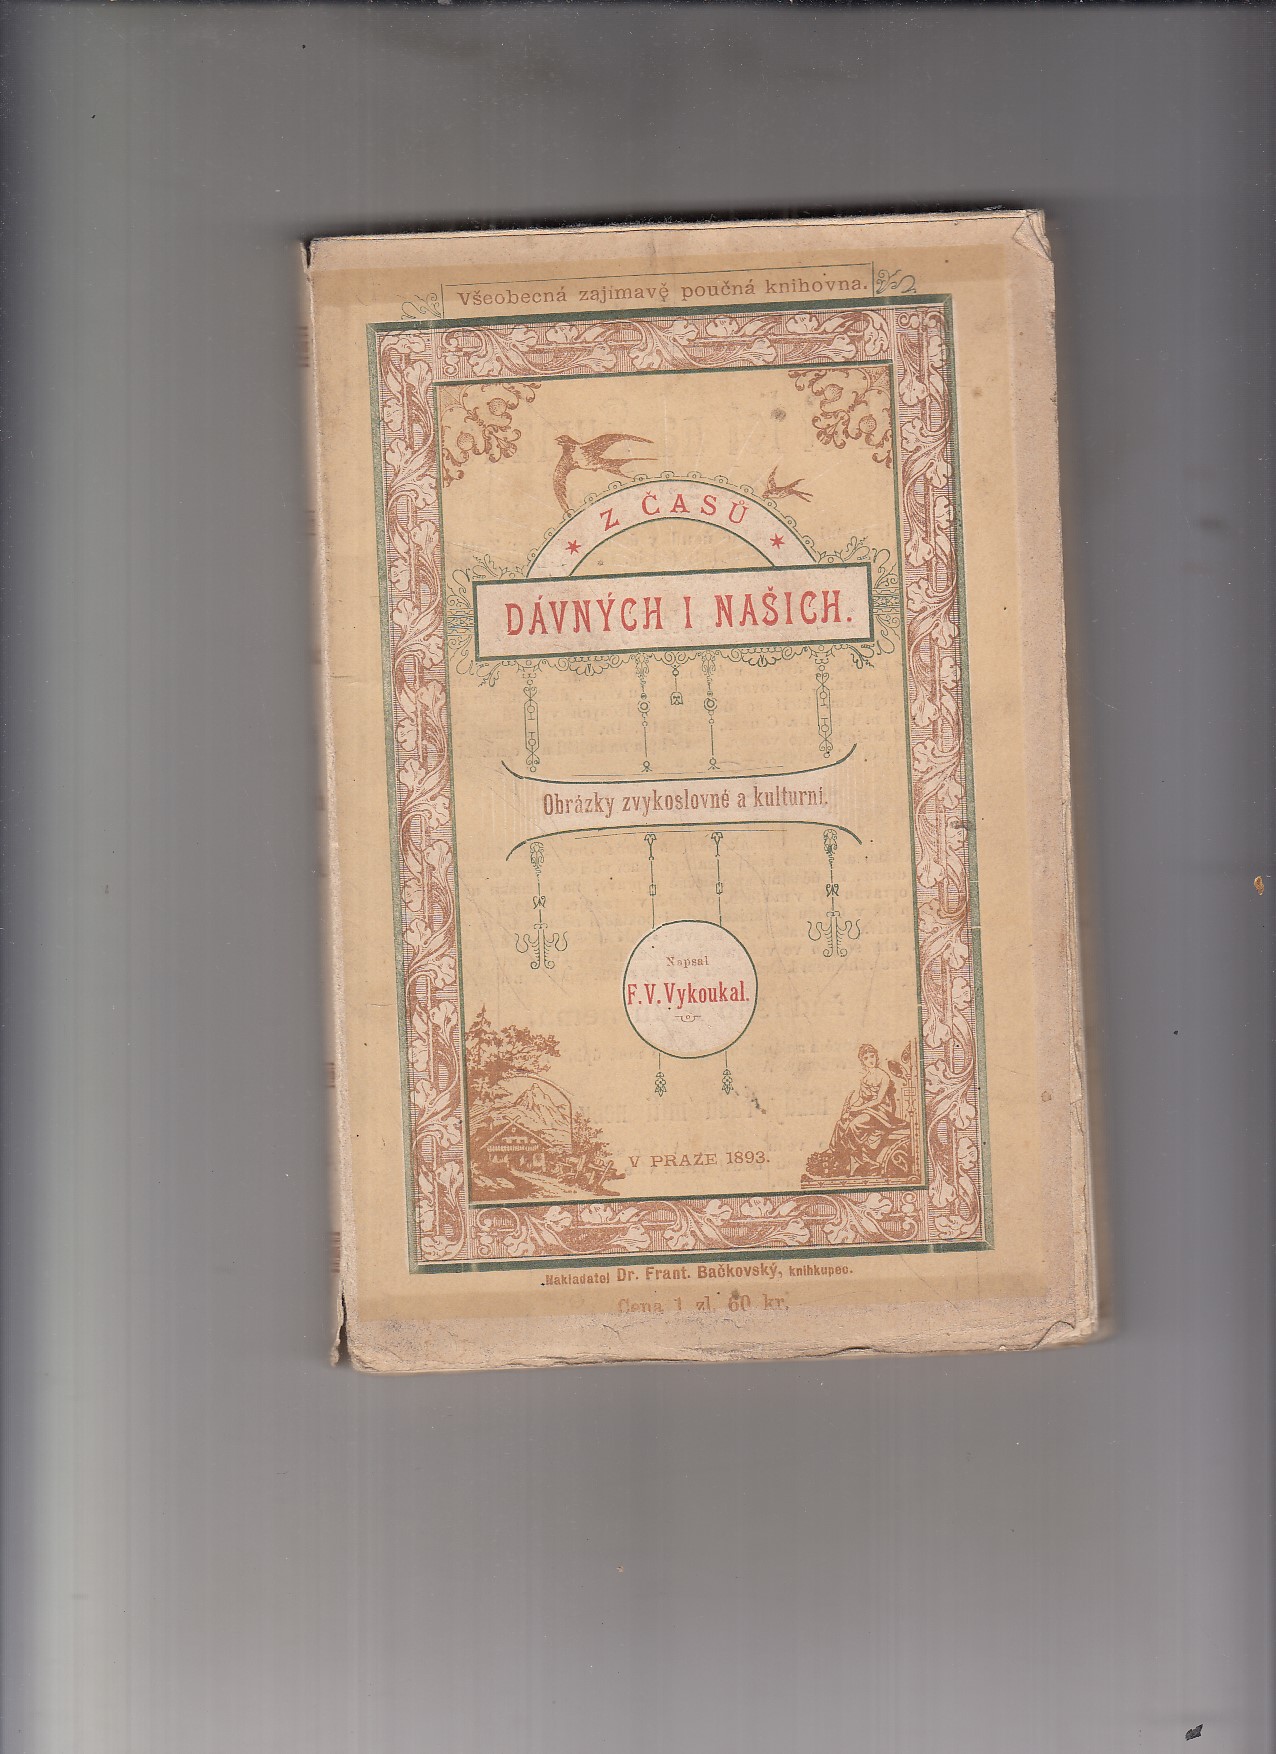 Všeobecná zajímavě poučná knihovna.
Z ČASŮ
DÁVNÝCH I NAŠICH.
Obrázky zvykoslovné a kulturní.
Napsal
F. V. Vykoukal.
V PRAZE 1893.
Nakladatel Dr. Frant. Bačkovský, knihkupec.
Cena 1 zl. 60 kr.